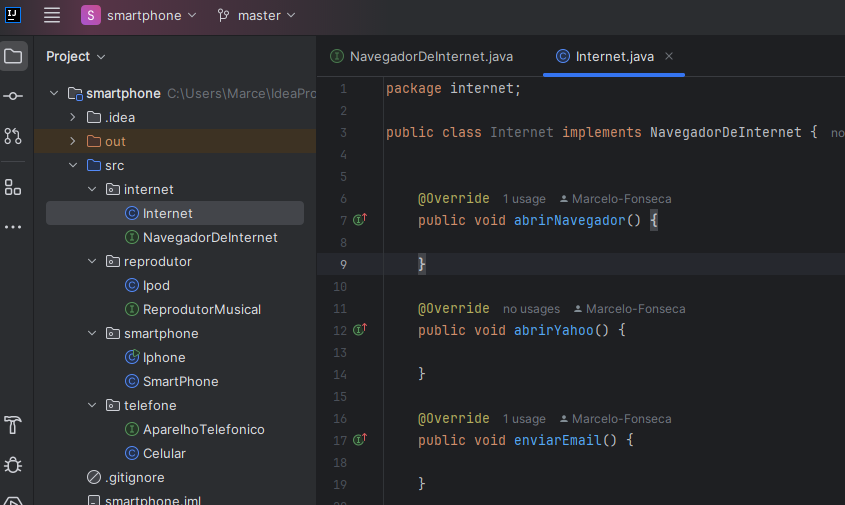 IJ
S smartphone master
Project
NavegadorDeInternet.java Internet.java
smartphone C:\Users\Marce\IdeaPro
.idea
out
src
internet
C Internet
I NavegadorDeInternet
reprodutor
C Ipod
I ReprodutorMusical
smartphone
C Iphone
C SmartPhone
telefone
I AparelhoTelefonico
C Celular
.gitignore
smartphone.iml
1 package internet;
2
3 public class Internet implements NavegadorDeInternet { no
4
5
6 @Override 1 usage Marcelo-Fonseca
7 public void abrirNavegador() {
8
9 }
10
11 @Override no usages Marcelo-Fonseca
12 public void abrirYahoo() {
13
14 }
15
16 @Override 1 usage Marcelo-Fonseca
17 public void enviarEmail() {
18
19 }